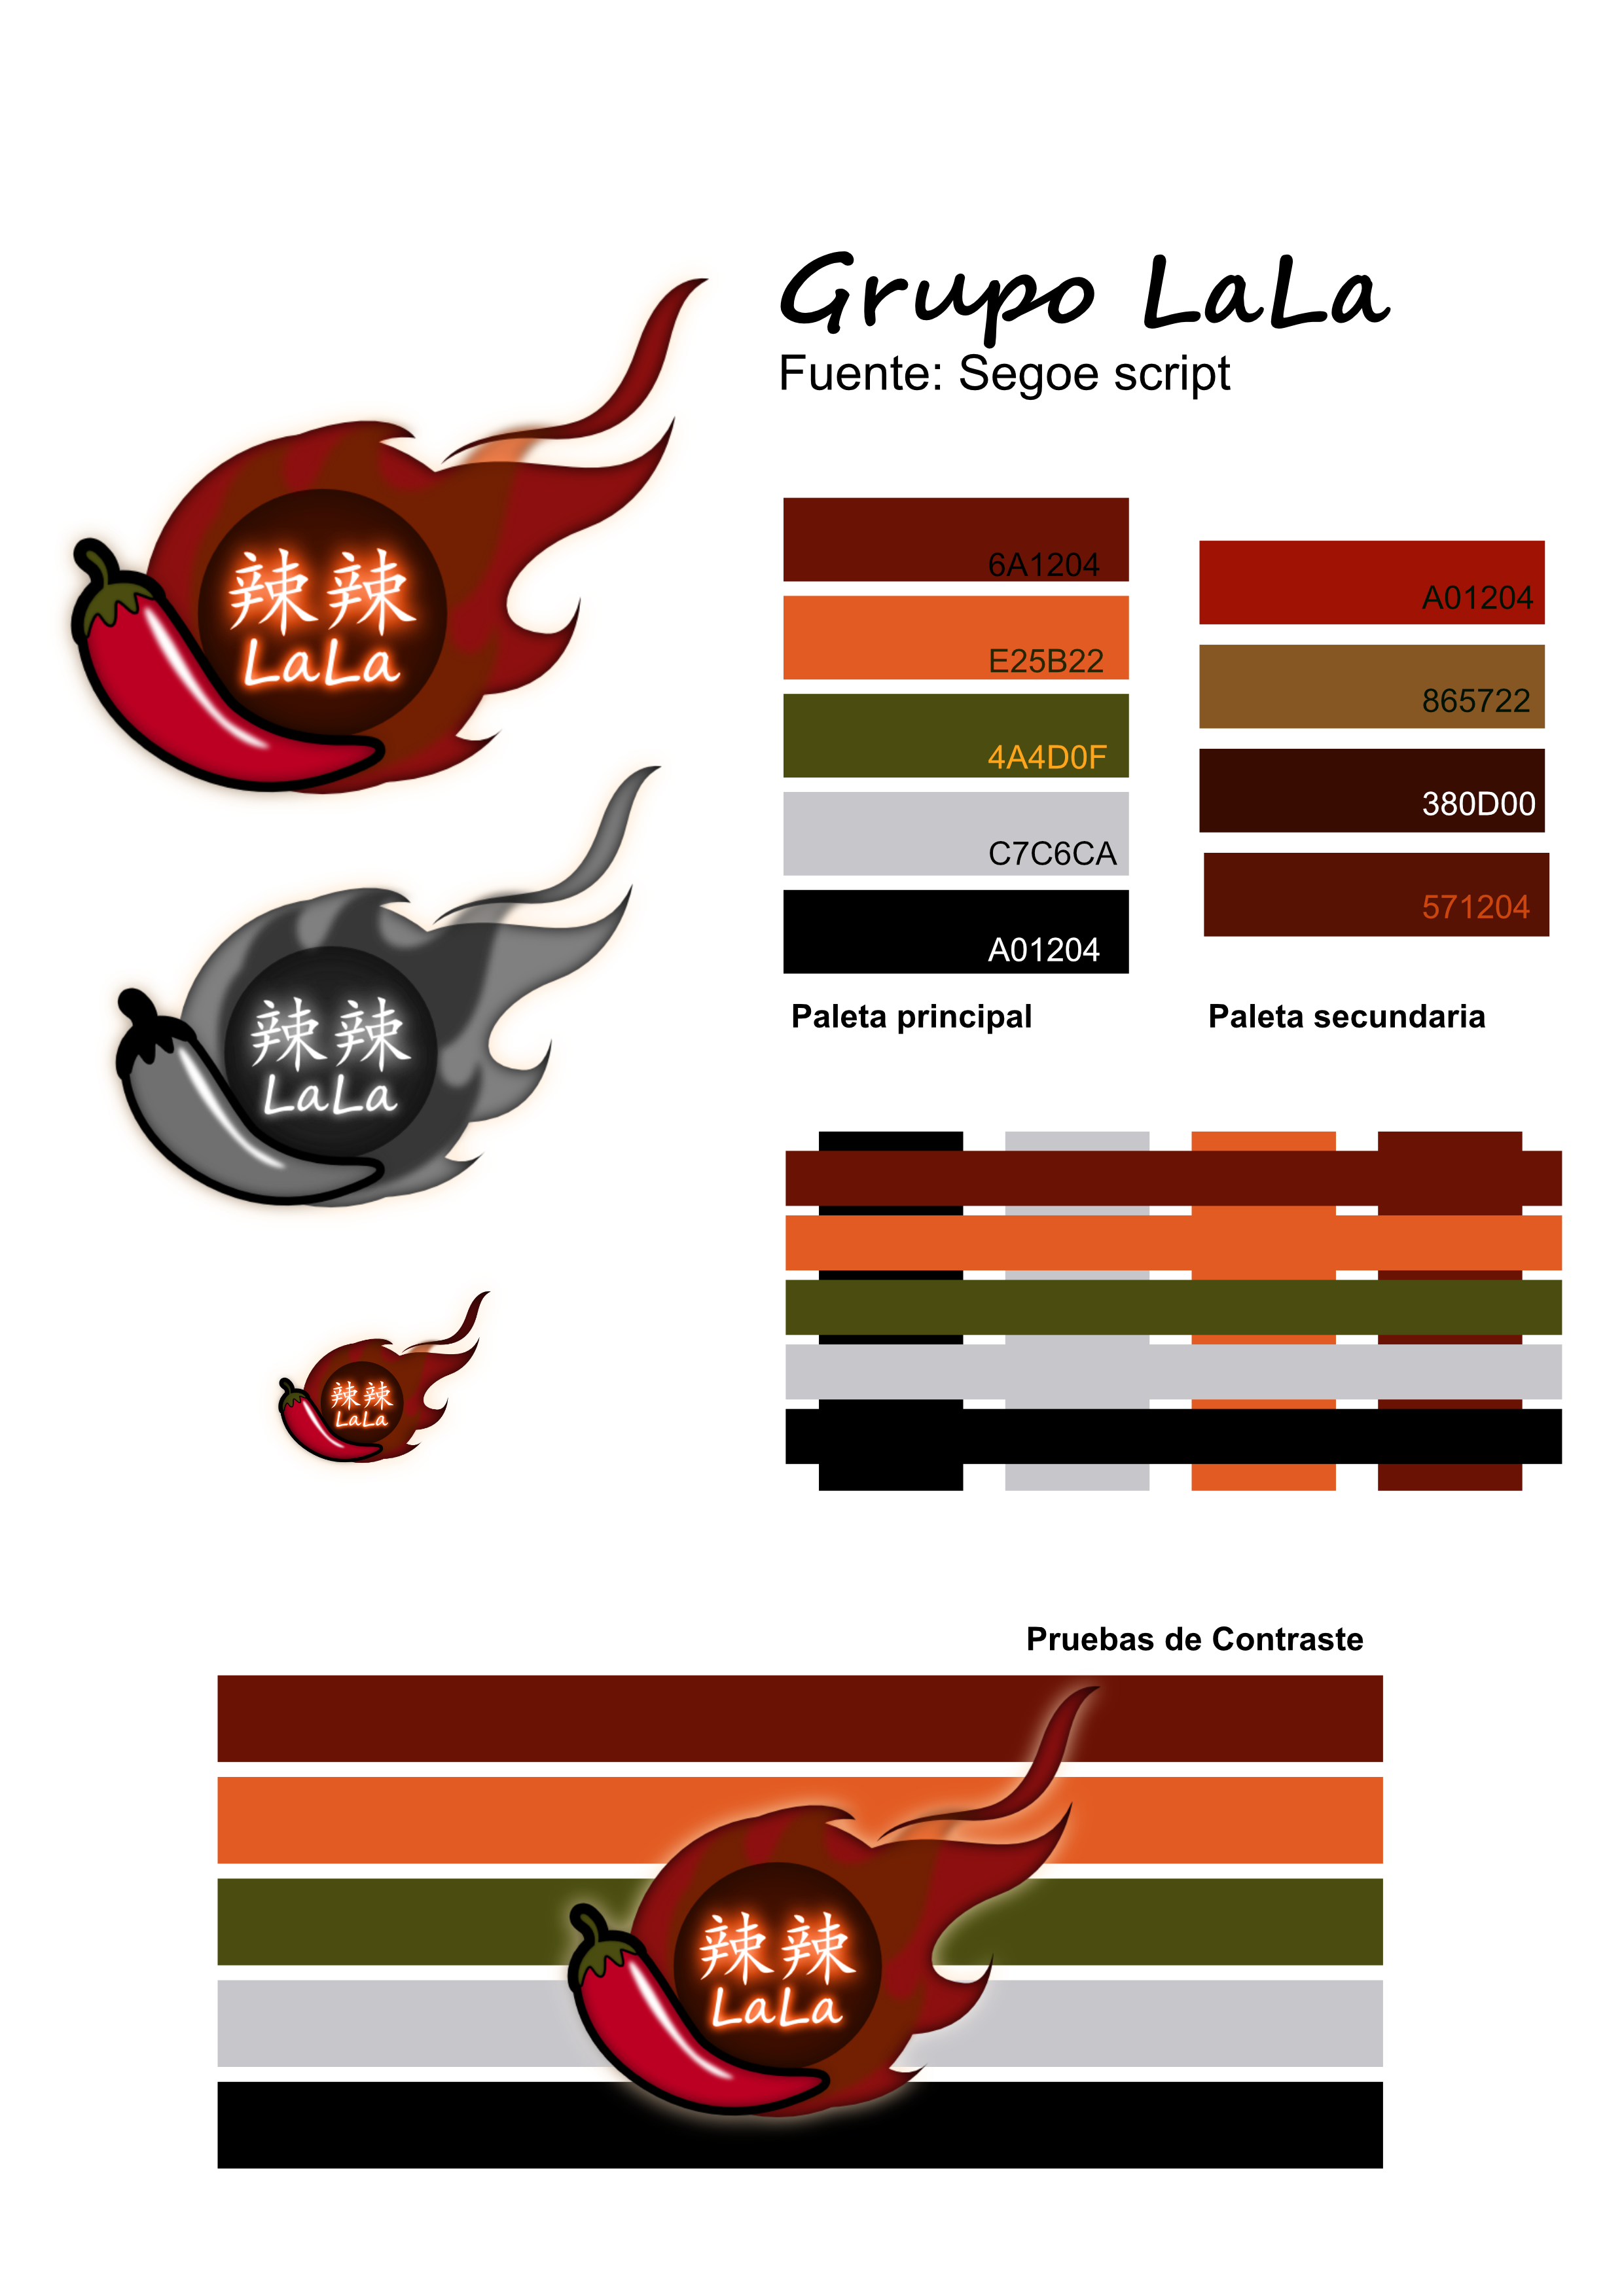 Grupo LaLa
Fuente: Segoe script
辣辣
LaLa
6A1204
E25B22
4A4D0F
C7C6CA
A01204
Paleta principal
A01204
865722
380D00
571204
Paleta secundaria
辣辣
LaLa
辣辣
LaLa
Pruebas de Contraste
辣辣
LaLa